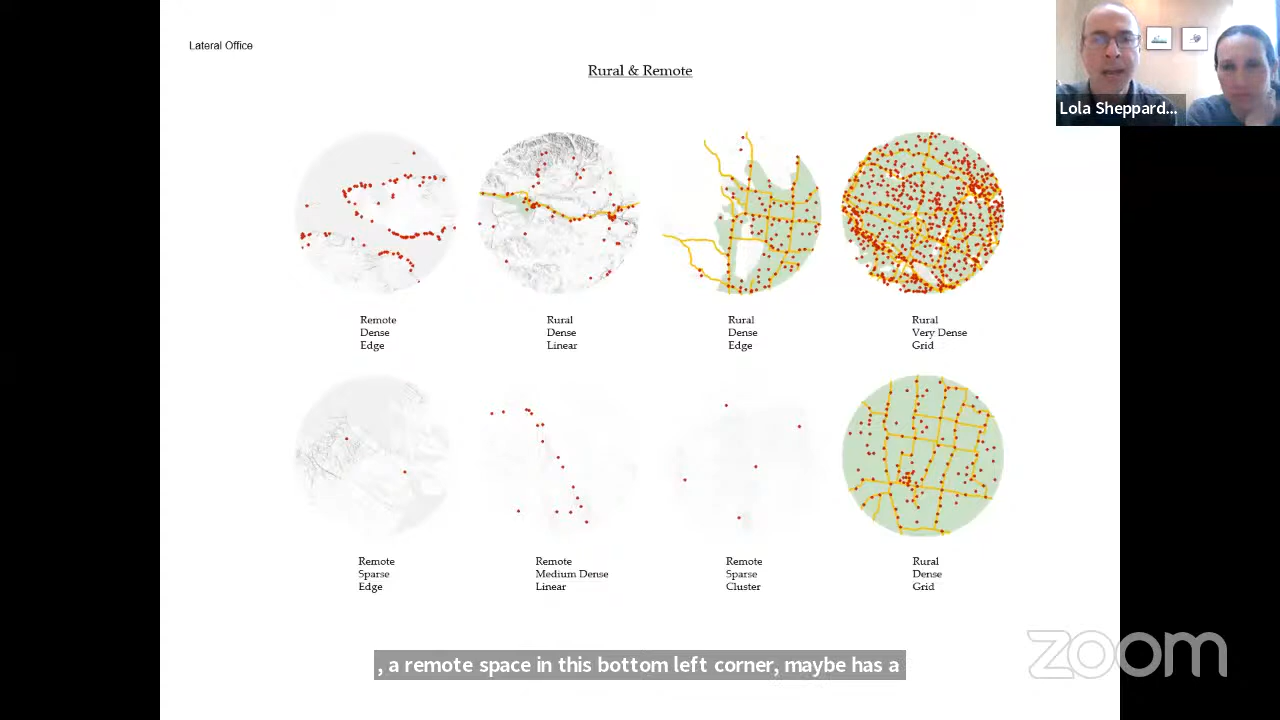 Lateral Office
Rural & Remote
Lola Sheppard...
Remote
Dense
Edge
Rural
Dense
Linear
Rural
Dense
Edge
Rural
Very Dense
Grid
Remote
Sparse
Edge
Remote
Medium Dense
Linear
Remote
Sparse
Cluster
Rural
Dense
Grid
, a remote space in this bottom left corner, maybe has a
zoom